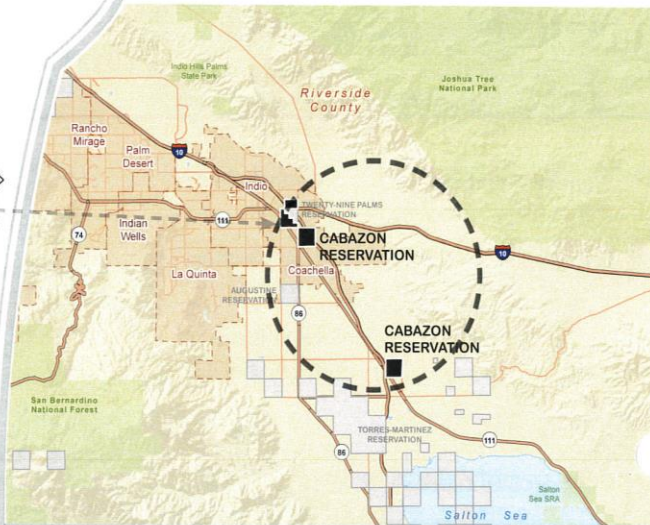 Indio Hills Palms
State Park
Joshua Tree
National Park
Riverside
County
Rancho
Mirage
Palm
Desert
10
Indio
TWENTY-NINE PALMS
RESERVATION
111
74
Indian
Wells
CABAZON
RESERVATION
10
La Quinta
Coachella
AUGUSTINE
RESERVATION
86
CABAZON
RESERVATION
San Bernardino
National Forest
TORRES-MARTINEZ
RESERVATION
111
86
Salton
Sea SRA
Salton Sea